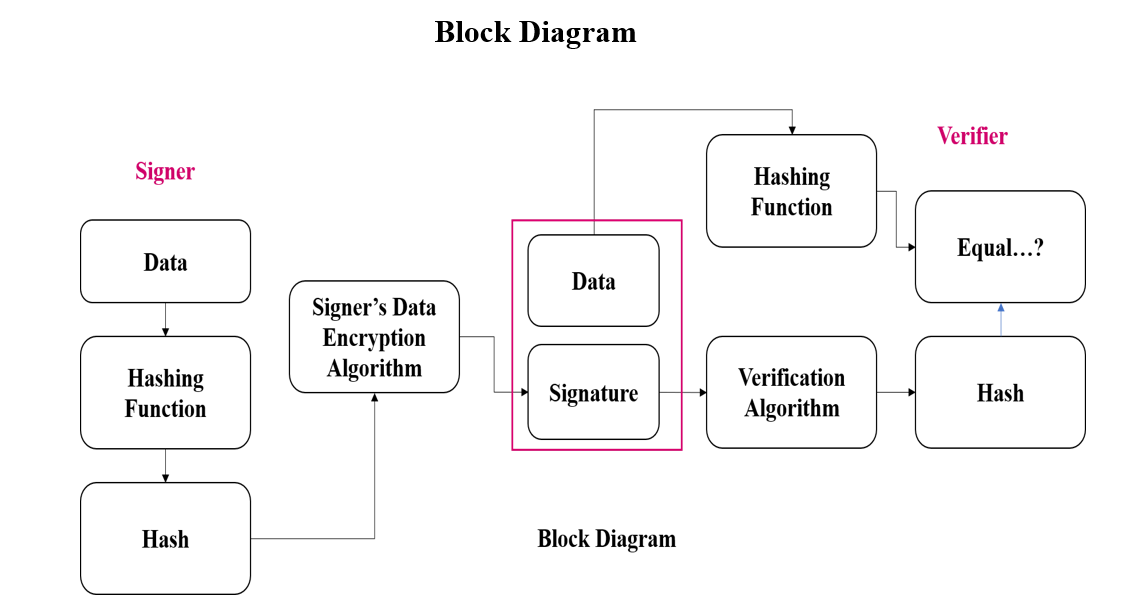 Block Diagram
Signer
Data
Hashing
Function
Hash
Signer’s Data
Encryption
Algorithm
Data
Signature
Hashing
Function
Verification
Algorithm
Verifier
Equal…?
Hash
Block Diagram